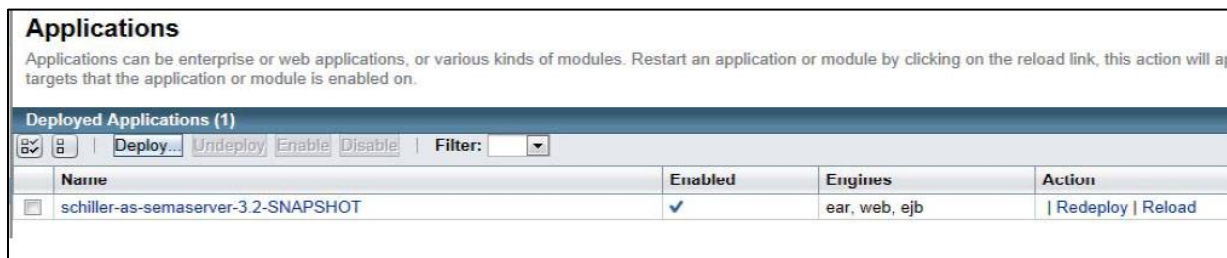 Applications
Applications can be enterprise or web applications, or various kinds of modules. Restart an application or module by clicking on the reload link, this action will
targets that the application or module is enabled on.
Deployed Applications (1)
| Deploy... Undeploy Enable Disable | Filter:
Name Enabled Engines Action
schiller-as-semaserver-3.2-SNAPSHOT ear, web, ejb | Redeploy | Reload